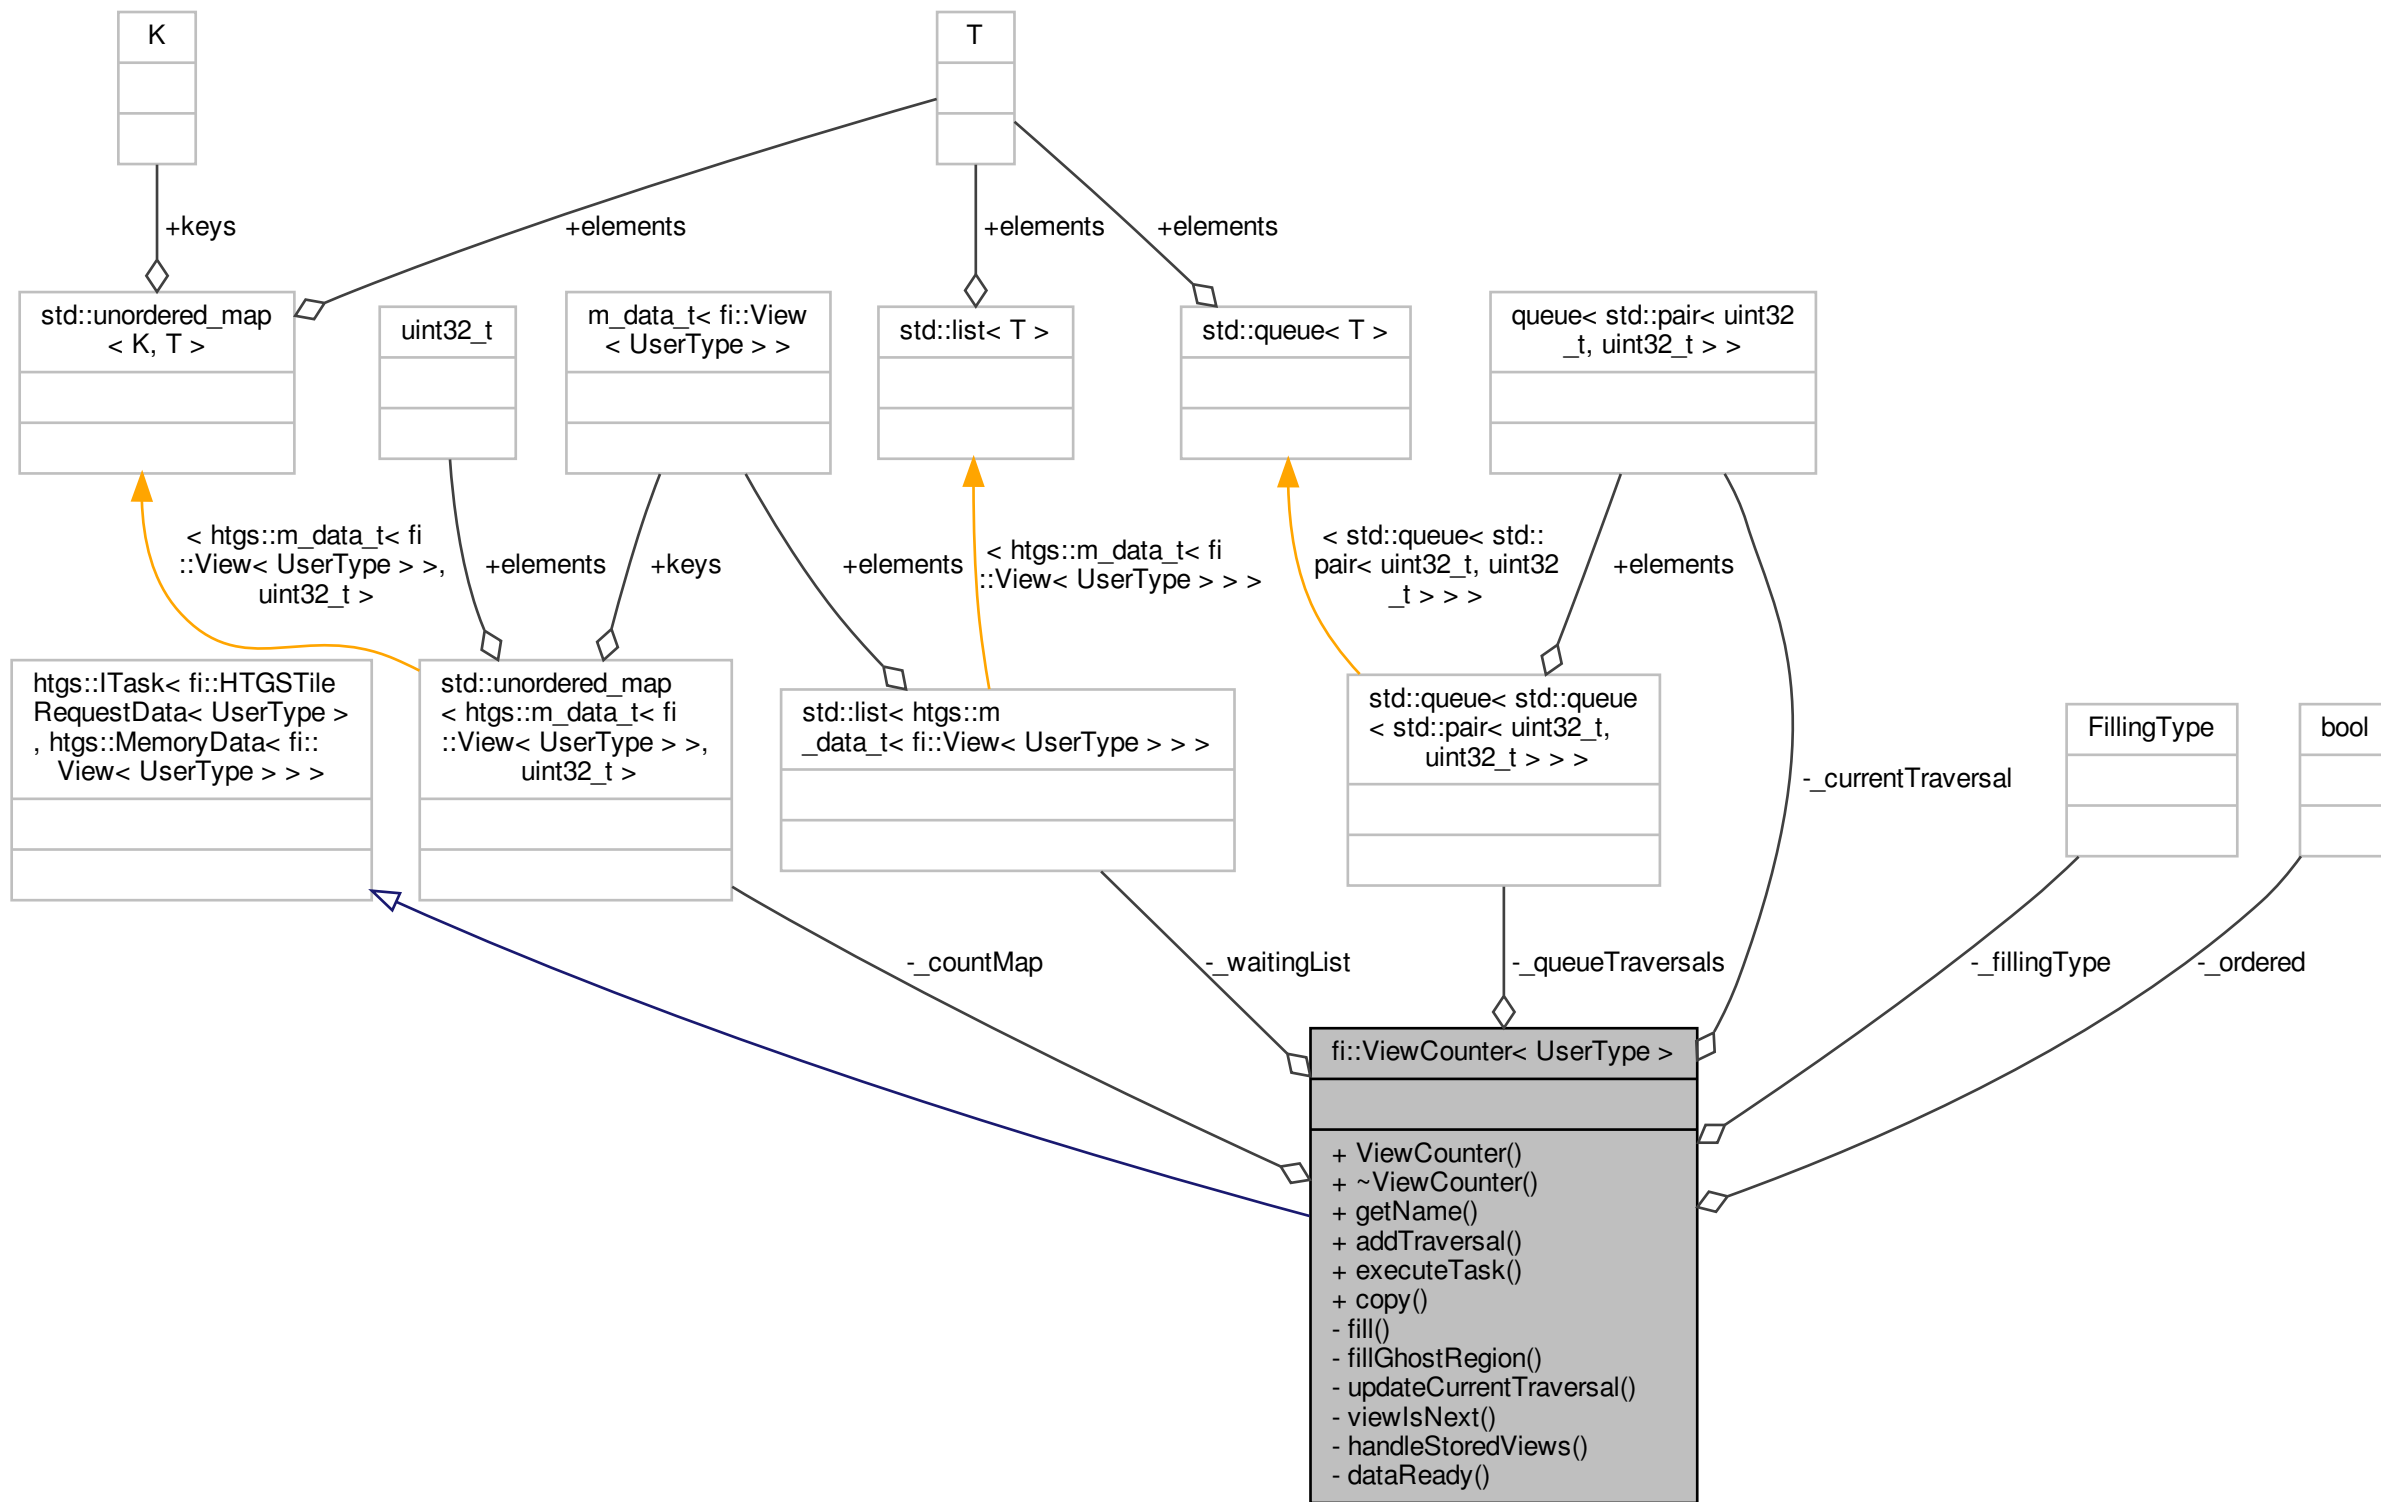 K
T
+keys
+elements
+elements
+elements
std::unordered_map
< K, T >
uint32_t
m_data_t< fi::View
< UserType > >
std::list< T >
std::queue< T >
queue< std::pair< uint32
_t, uint32_t > >
< htgs::m_data_t< fi
::View< UserType > >,
uint32_t >
+elements
+keys
+elements
< htgs::m_data_t< fi
::View< UserType > > >
< std::queue< std::
pair< uint32_t, uint32
_t > > >
+elements
-_currentTraversal
htgs::ITask< fi::HTGSTile
RequestData< UserType >
, htgs::MemoryData< fi::
View< UserType > > >
std::unordered_map
< htgs::m_data_t< fi
::View< UserType > >,
uint32_t >
std::list< htgs::m
_data_t< fi::View< UserType > > >
std::queue< std::queue
< std::pair< uint32_t,
uint32_t > > >
FillingType
bool
-_countMap
-_waitingList
-_queueTraversals
-_fillingType
-_ordered
fi::ViewCounter< UserType >
+ ViewCounter()
+ ~ViewCounter()
+ getName()
+ addTraversal()
+ executeTask()
+ copy()
- fill()
- fillGhostRegion()
- updateCurrentTraversal()
- viewIsNext()
- handleStoredViews()
- dataReady()